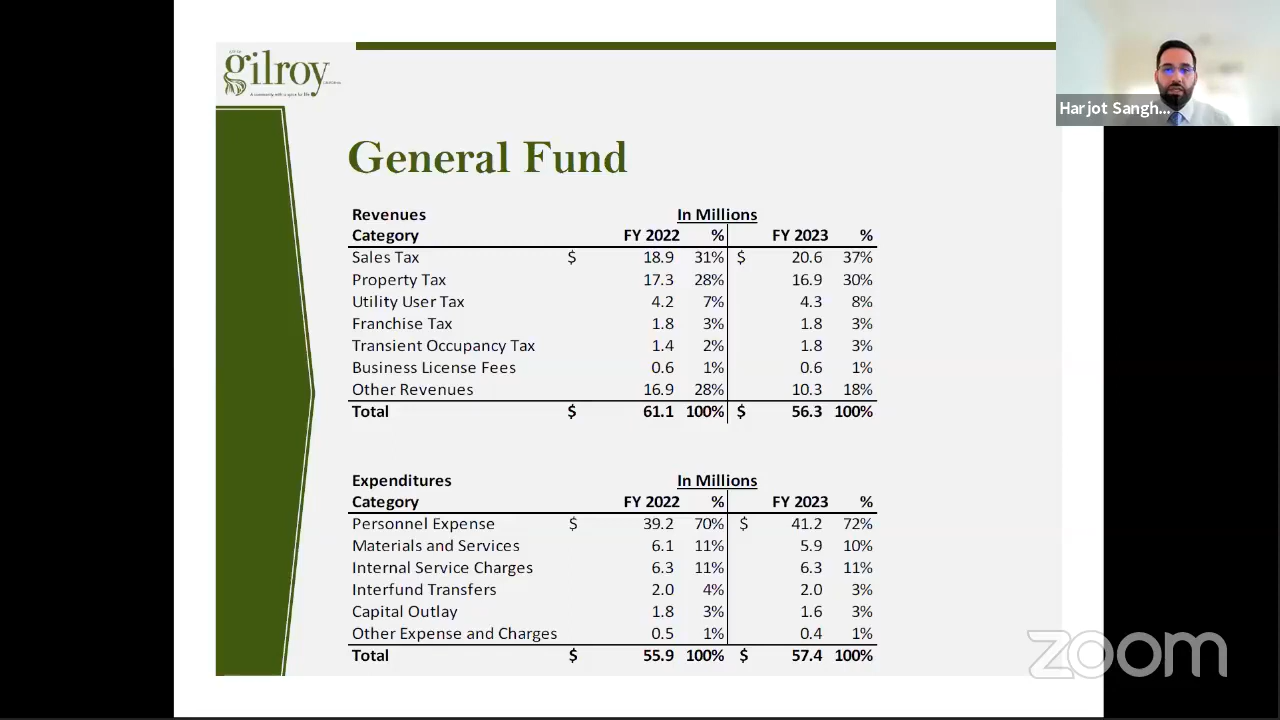 gilroy
Harjot Sangh...
General Fund
Revenues In Millions
Category FY 2022 % FY 2023 %
Sales Tax $ 18.9 31% $ 20.6 37%
Property Tax 17.3 28% 16.9 30%
Utility User Tax 4.2 7% 4.3 8%
Franchise Tax 1.8 3% 1.8 3%
Transient Occupancy Tax 1.4 2% 1.8 3%
Business License Fees 0.6 1% 0.6 1%
Other Revenues 16.9 28% 10.3 18%
Total $ 61.1 100% $ 56.3 100%
Expenditures In Millions
Category FY 2022 % FY 2023 %
Personnel Expense $ 39.2 70% $ 41.2 72%
Materials and Services 6.1 11% 5.9 10%
Internal Service Charges 6.3 11% 6.3 11%
Interfund Transfers 2.0 4% 2.0 3%
Capital Outlay 1.8 3% 1.6 3%
Other Expense and Charges 0.5 1% 0.4 1%
Total $ 55.9 100% $ 57.4 100%
zoom